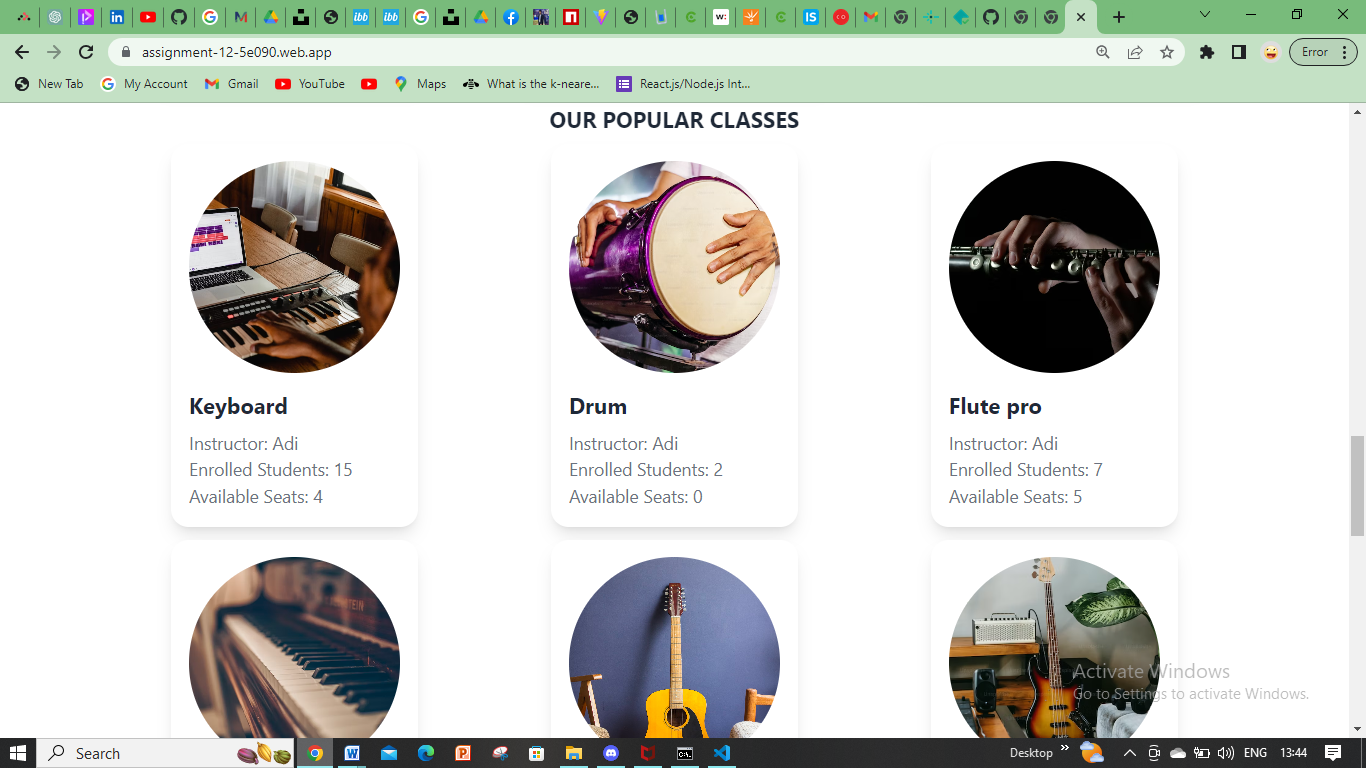 assignment-12-5e090.web.app
Error
New Tab
My Account
Gmail
YouTube
Maps
What is the k-neare...
React.js/Node.js Int...
OUR POPULAR CLASSES
Keyboard
Instructor: Adi
Enrolled Students: 15
Available Seats: 4
Drum
Instructor: Adi
Enrolled Students: 2
Available Seats: 0
Flute pro
Instructor: Adi
Enrolled Students: 7
Available Seats: 5
Activate Windows
Go to Settings to activate Windows.
Search
Desktop
ENG
13:44